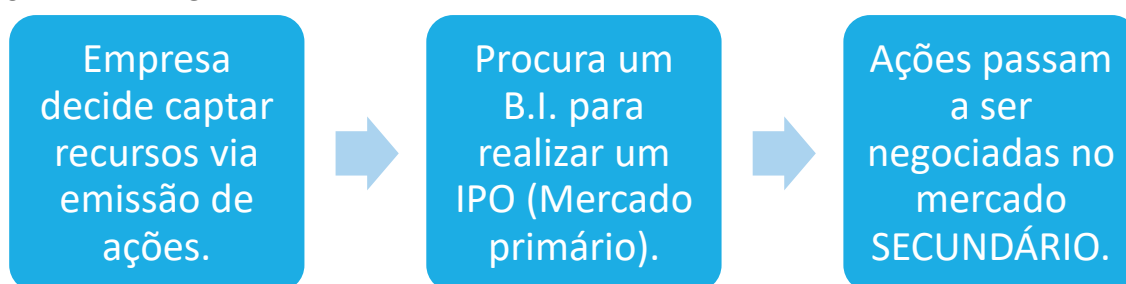 Empresa
decide captar
recursos via
emissão de
ações.
Procura um
B.I. para
realizar um
IPO (Mercado
primário).
Ações passam
a ser
negociadas no
mercado
SECUNDÁRIO.